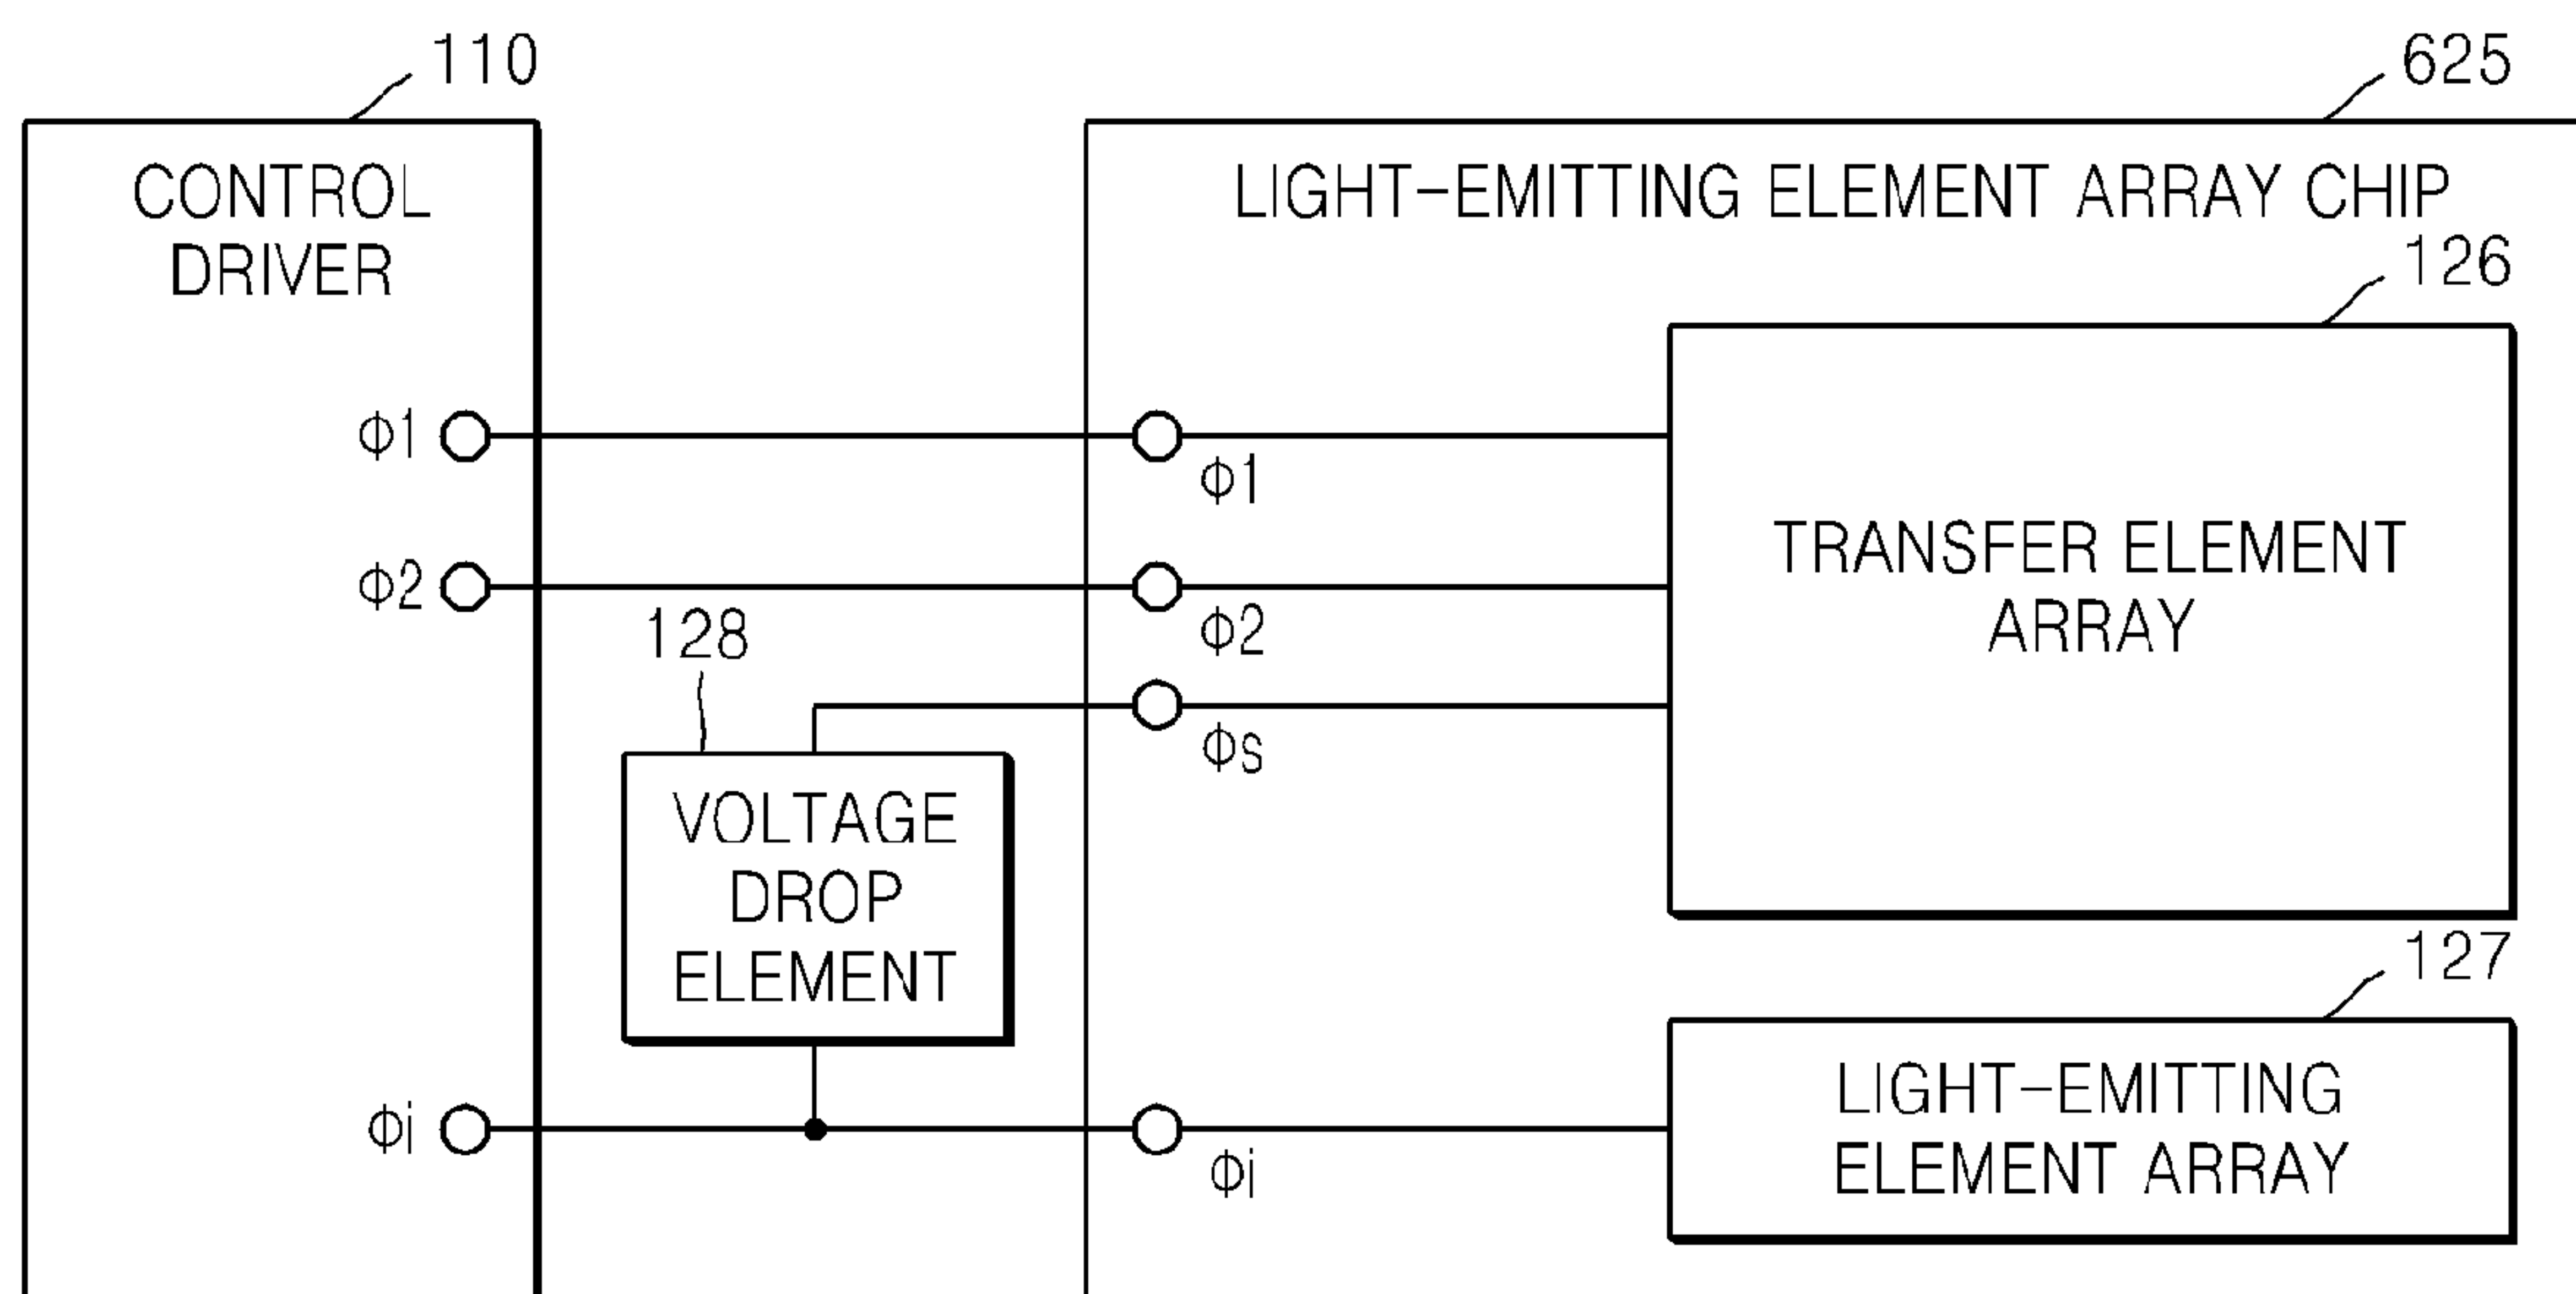 110
625
CONTROL
DRIVER
LIGHT-EMITTING ELEMENT ARRAY CHIP
126
Φ1
Φ1
TRANSFER ELEMENT
ARRAY
Φ2
Φ2
128
Φs
VOLTAGE
DROP
ELEMENT
127
LIGHT-EMITTING
ELEMENT ARRAY
Φi
Φi